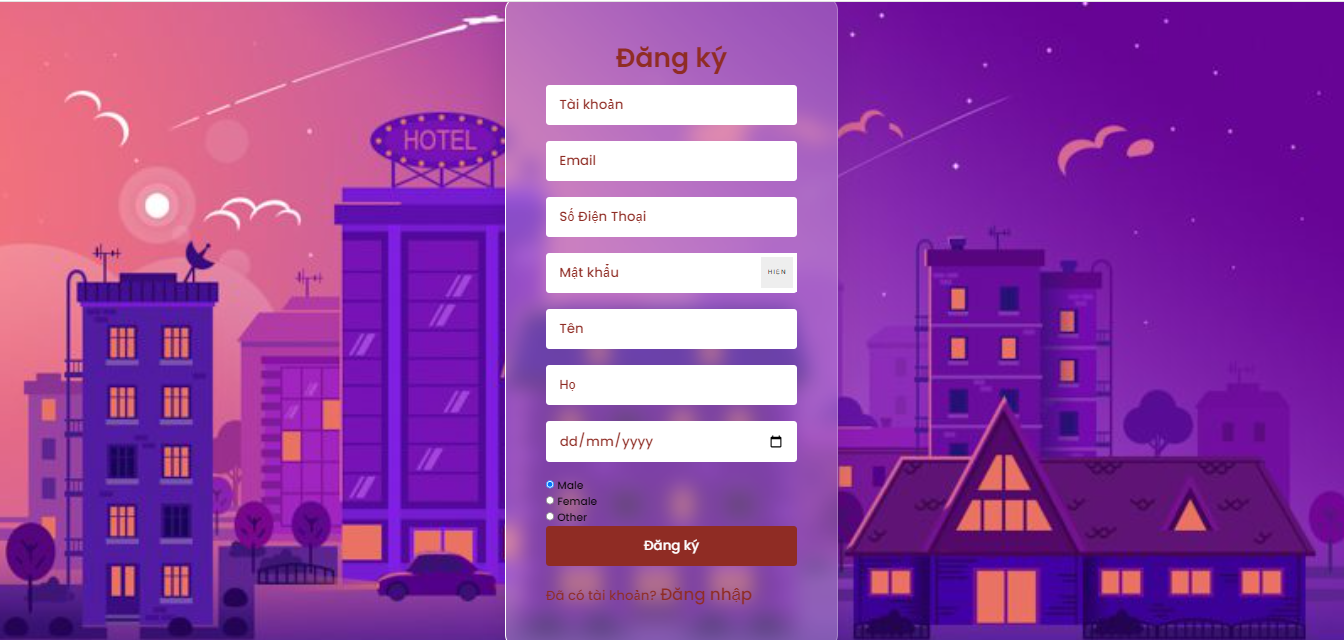 Đăng ký
Tài khoản
HOTEL
Email
Số Điện Thoại
Mật khẩu HIỆN
Tên
Họ
dd/mm/yyyy
Male
Female
Other
Đăng ký
Đã có tài khoản? Đăng nhập